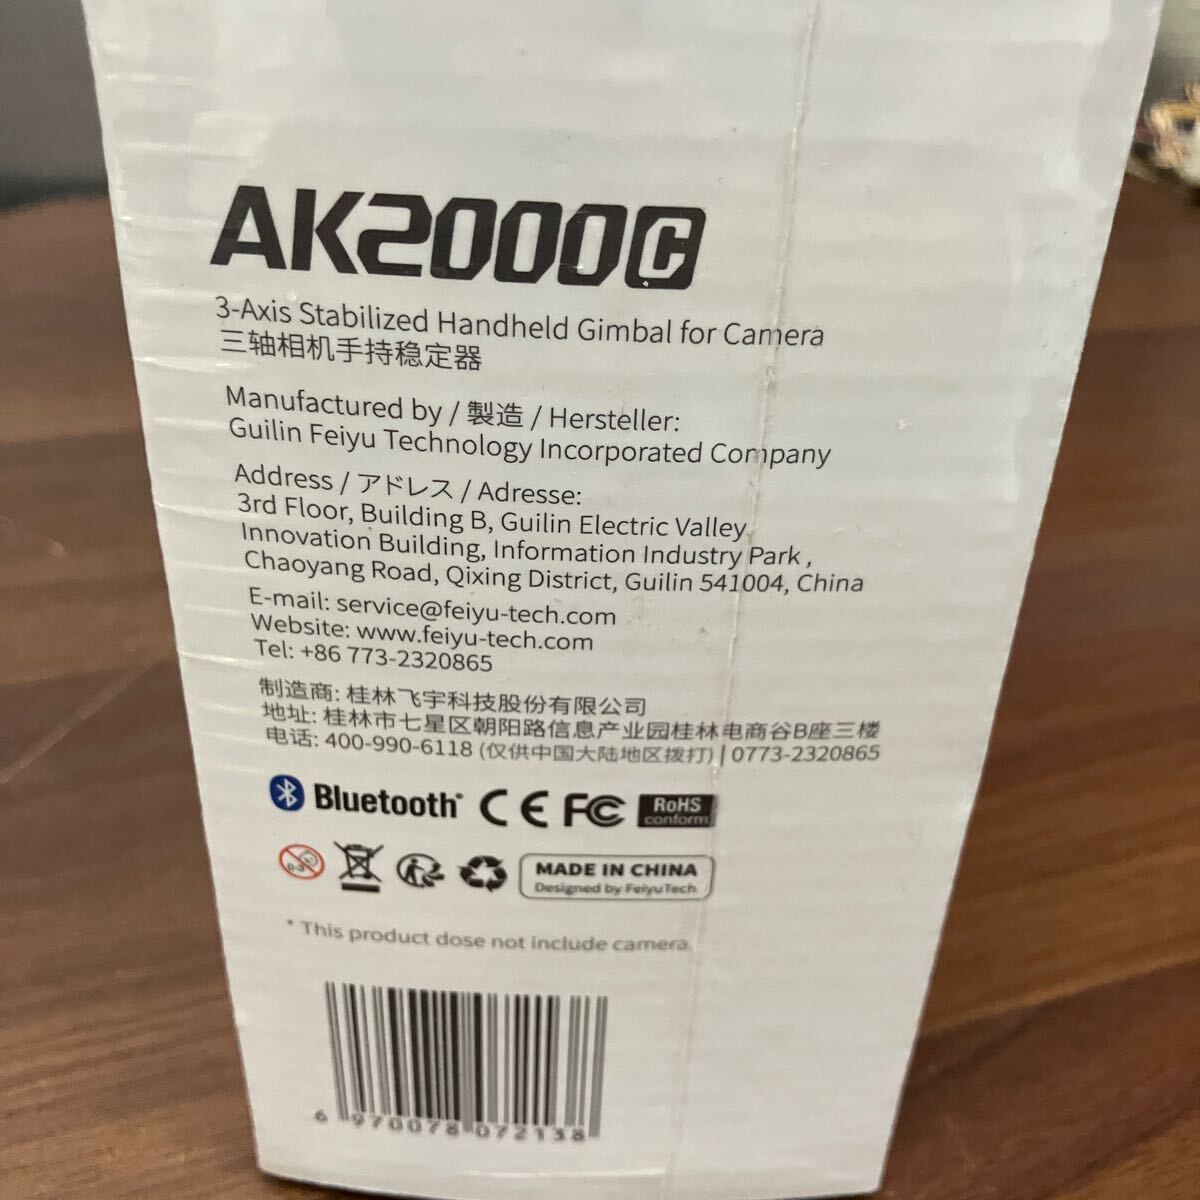 AK2000C
3-Axis Stabilized Handheld Gimbal for Camera
三轴相机手持稳定器
Manufactured by / 製造 / Hersteller:
Guilin Feiyu Technology Incorporated Company
Address / アドレス / Adresse:
3rd Floor, Building B, Guilin Electric Valley
Innovation Building, Information Industry Park ,
Chaoyang Road, Qixing District, Guilin 541004, China
E-mail: service@feiyu-tech.com
Website: www.feiyu-tech.com
Tel: +86 773-2320865
制造商: 桂林飞宇科技股份有限公司
地址: 桂林市七星区朝阳路信息产业园桂林电商谷B座三楼
电话: 400-990-6118 (仅供中国大陆地区拨打) | 0773-2320865
Bluetooth® CE FC RoHS
conform
0-3 MADE IN CHINA
Designed by FeiyuTech
* This product dose not include camera.
6 970078 072138